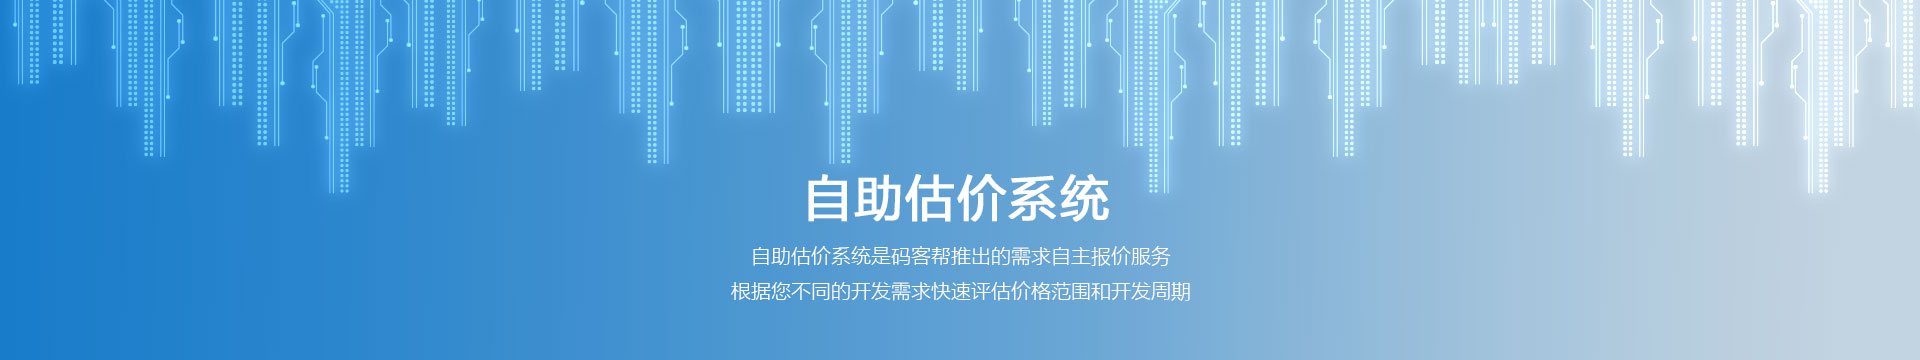 自助估价系统
自助估价系统是码客帮推出的需求自主报价服务
根据您不同的开发需求快速评估价格范围和开发周期